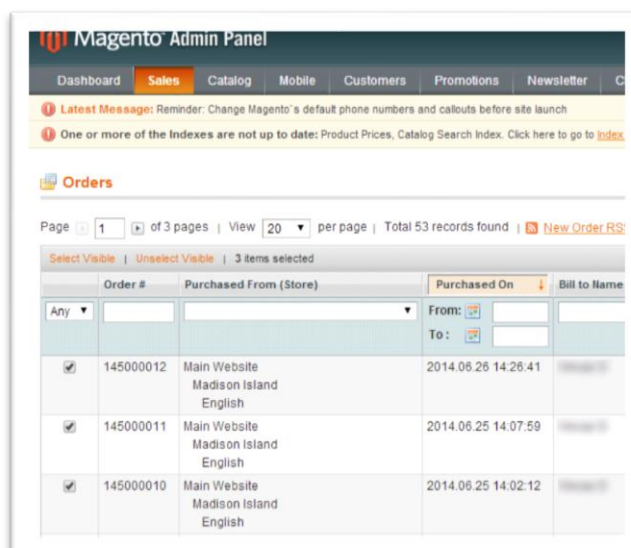 Magento Admin Panel
Dashboard Sales Catalog Mobile Customers Promotions Newsletter C
Latest Message: Reminder: Change Magento`s default phone numbers and callouts before site launch
One or more of the Indexes are not up to date: Product Prices, Catalog Search Index. Click here to go to Index
Orders
Page 1 of 3 pages | View 20 per page | Total 53 records found | New Order RSS
Select Visible | Unselect Visible | 3 items selected
Order # Purchased From (Store) Purchased On Bill to Name
Any From:
To :
145000012 Main Website 2014.06.26 14:26:41
Madison Island
English
145000011 Main Website 2014.06.25 14:07:59
Madison Island
English
145000010 Main Website 2014.06.25 14:02:12
Madison Island
English